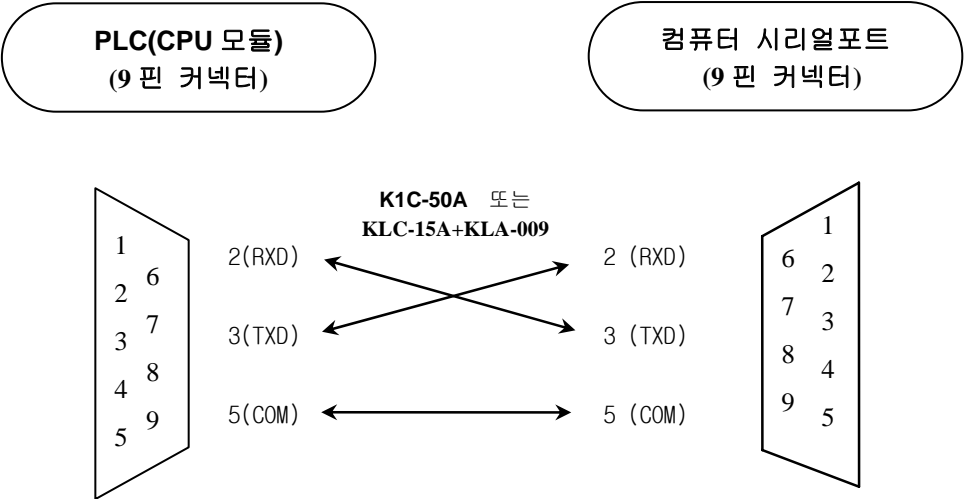 PLC(CPU 모듈)
(9 핀 커넥터)
컴퓨터 시리얼포트
(9 핀 커넥터)
K1C-50A 또는
KLC-15A+KLA-009
1
6
2
7
3
8
4
9
5
2(RXD)
3(TXD)
5(COM)
2 (RXD)
3 (TXD)
5 (COM)
1
6
2
7
3
8
4
9
5